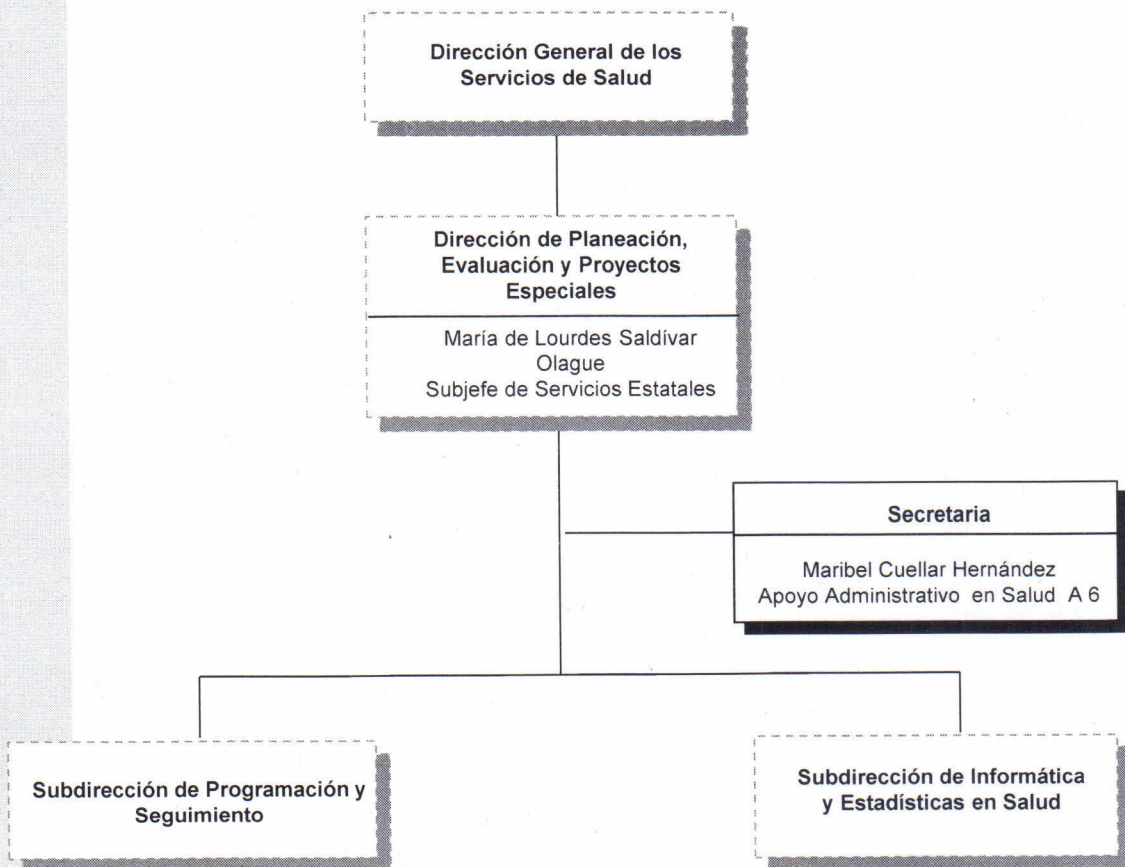 Dirección General de los
Servicios de Salud
Dirección de Planeación,
Evaluación y Proyectos
Especiales
María de Lourdes Saldívar
Olague
Subjefe de Servicios Estatales
Secretaria
Maribel Cuellar Hernández
Apoyo Administrativo en Salud A 6
Subdirección de Programación y
Seguimiento
Subdirección de Informática
y Estadísticas en Salud